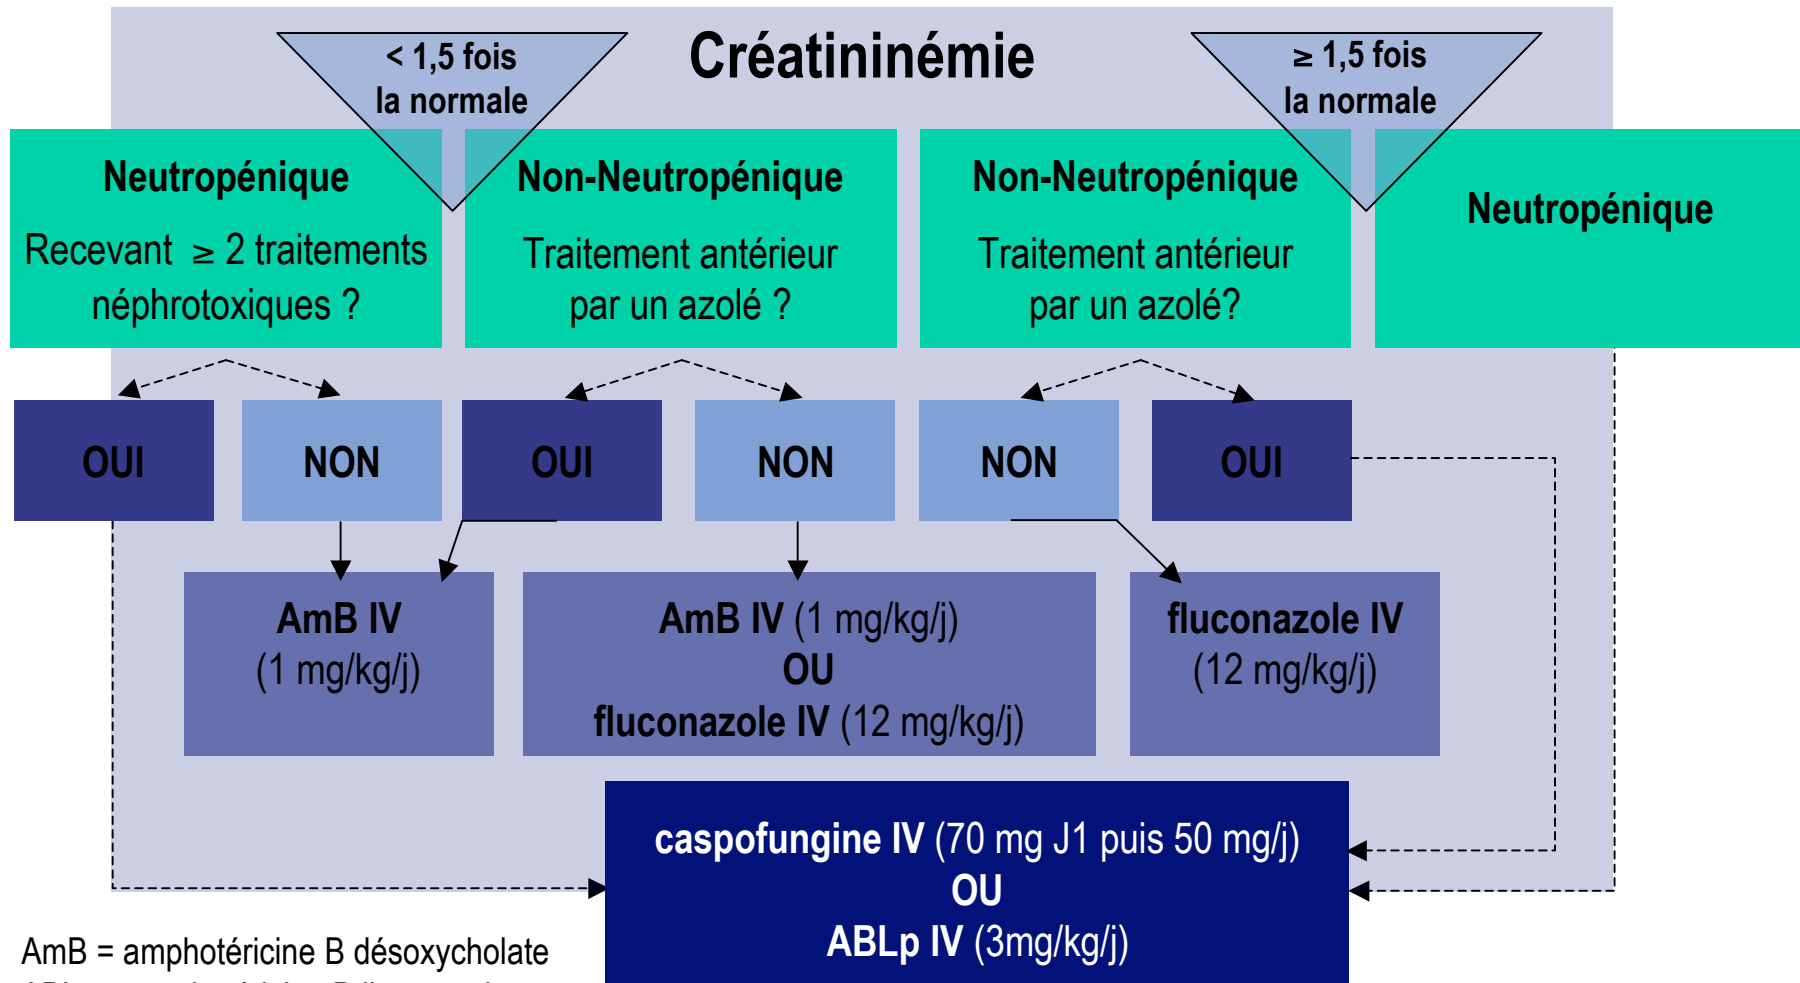 Créatininémie
< 1,5 fois
la normale
≥ 1,5 fois
la normale
Neutropénique
Recevant ≥ 2 traitements
néphrotoxiques ?
Non-Neutropénique
Traitement antérieur
par un azolé ?
Non-Neutropénique
Traitement antérieur
par un azolé?
Neutropénique
OUI
NON
OUI
NON
NON
OUI
AmB IV
(1 mg/kg/j)
AmB IV (1 mg/kg/j)
OU
fluconazole IV (12 mg/kg/j)
fluconazole IV
(12 mg/kg/j)
caspofungine IV (70 mg J1 puis 50 mg/j)
OU
ABLp IV (3mg/kg/j)
AmB = amphotéricine B désoxycholate